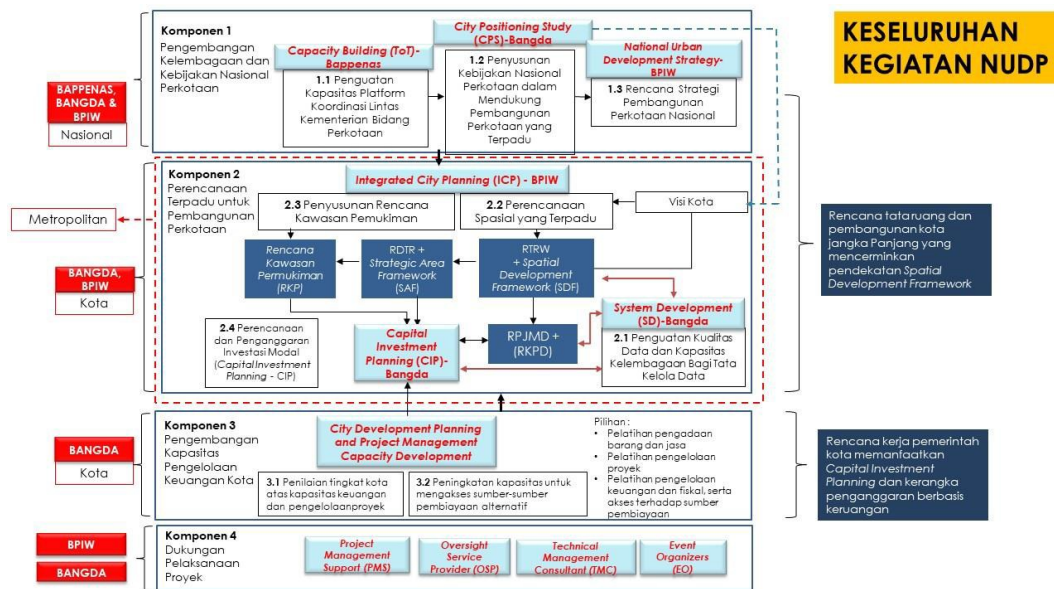 KESELURUHAN
KEGIATAN NUDP
Komponen 1
Pengembangan
Kelembagaan dan
Kebijakan Nasional
Perkotaan
Capacity Building (ToT)-
Bappenas
1.1 Penguatan
Kapasitas Platform
Koordinasi Lintas
Kementerian Bidang
Perkotaan
City Positioning Study
(CPS)-Bangda
1.2 Penyusunan
Kebijakan Nasional
Perkotaan dalam
Mendukung
Pembangunan
Perkotaan yang
Terpadu
National Urban
Development Strategy-
BPIW
1.3 Rencana Strategi
Pembangunan
Perkotaan Nasional
BAPPENAS,
BANGDA &
BPIW
Nasional
Komponen 2
Perencanaan
Terpadu untuk
Pembangunan
Perkotaan
Integrated City Planning (ICP) - BPIW
2.3 Penyusunan Rencana
Kawasan Pemukiman
2.2 Perencanaan
Spasial yang Terpadu
Visi Kota
Metropolitan
BANGDA,
BPIW
Kota
Rencana
Kawasan
Permukiman
(RKP)
RDTR +
Strategic Area
Framework
(SAF)
RTRW
+ Spatial
Development
Framework (SDF)
System Development
(SD)-Bangda
2.1 Penguatan Kualitas
Data dan Kapasitas
Kelembagaan Bagi Tata
Kelola Data
2.4 Perencanaan
dan Penganggaran
Investasi Modal
(Capital Investment
Planning - CIP)
Capital
Investment
Planning (CIP)-
Bangda
RPJMD +
(RKPD)
Rencana tata ruang dan
pembangunan kota
jangka Panjang yang
mencerminkan
pendekatan Spatial
Development Framework
Komponen 3
Pengembangan
Kapasitas
Pengelolaan
Keuangan Kota
BANGDA
Kota
City Development Planning
and Project Management
Capacity Development
3.1 Penilaian tingkat kota
atas kapasitas keuangan
dan pengelolaanproyek
3.2 Peningkatan kapasitas untuk
mengakses sumber-sumber
pembiayaan alternatif
Pilihan :
• Pelatihan pengadaan
barang dan jasa
• Pelatihan pengelolaan
proyek
• Pelatihan pengelolaan
keuangan dan fiskal, serta
akses terhadap sumber
pembiayaan
Rencana kerja pemerintah
kota memanfaatkan
Capital Investment
Planning dan kerangka
penganggaran berbasis
keruangan
BPIW
BANGDA
Komponen 4
Dukungan
Pelaksanaan
Proyek
Project
Management
Support (PMS)
Oversight
Service
Provider (OSP)
Technical
Management
Consultant (TMC)
Event
Organizers
(EO)